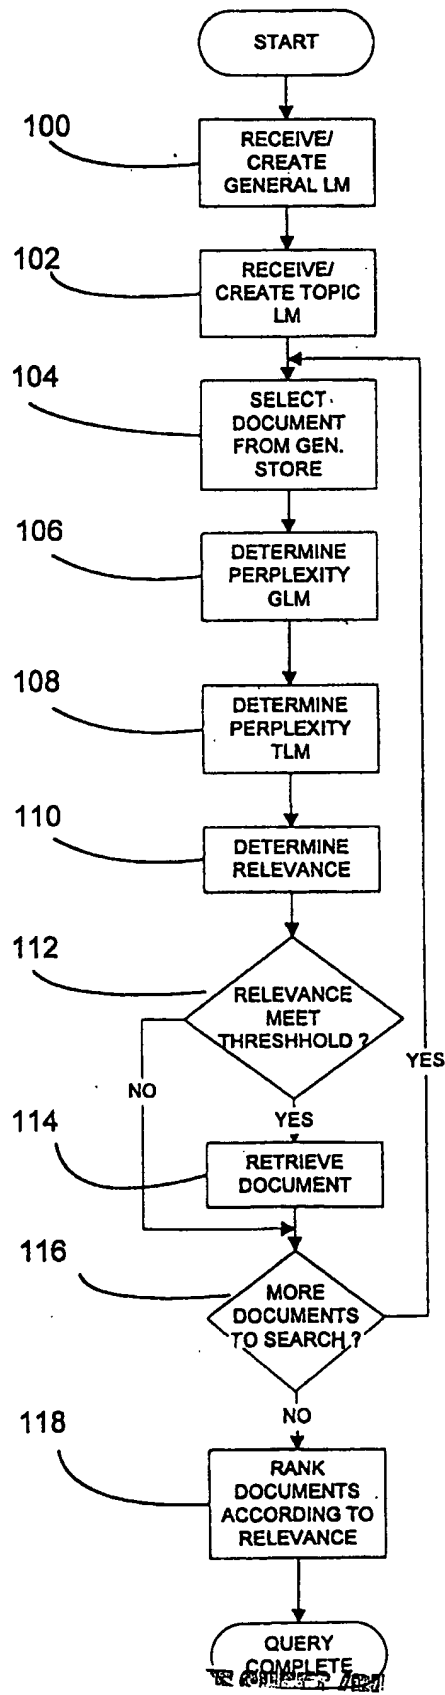 START
100
RECEIVE/
CREATE
GENERAL LM
102
RECEIVE/
CREATE TOPIC
LM
104
SELECT
DOCUMENT
FROM GEN.
STORE
106
DETERMINE
PERPLEXITY
GLM
108
DETERMINE
PERPLEXITY
TLM
110
DETERMINE
RELEVANCE
112
RELEVANCE
MEET
THRESHHOLD ?
YES
NO
YES
114
RETRIEVE
DOCUMENT
116
MORE
DOCUMENTS
TO SEARCH ?
NO
118
RANK
DOCUMENTS
ACCORDING TO
RELEVANCE
QUERY
COMPLETE